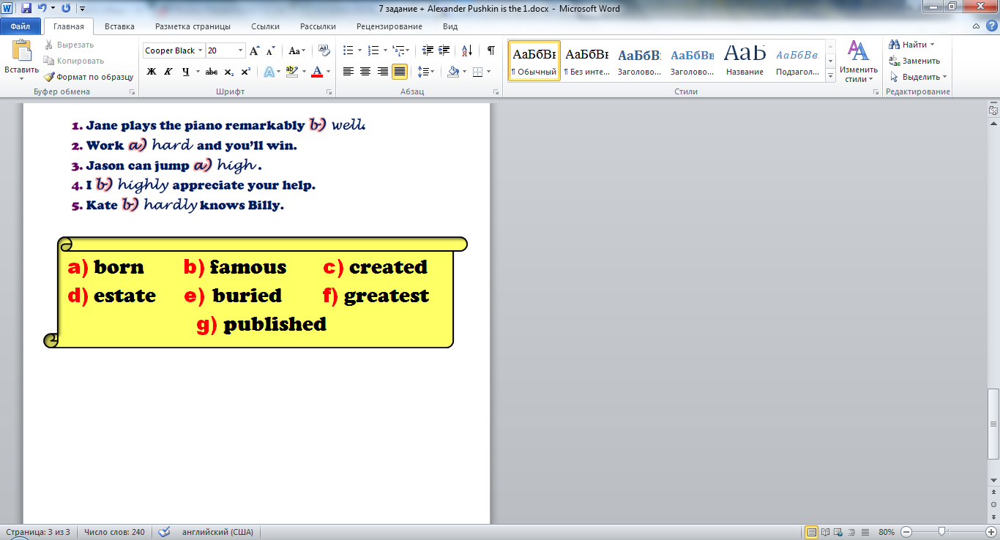 7 задание + Alexander Pushkin is the 1.docx - Microsoft Word
Файл Главная Вставка Разметка страницы Ссылки Рассылки Рецензирование Вид
Вставить
Вырезать
Копировать
Формат по образцу
Буфер обмена
Cooper Black 20
Ж К Ч abc x₂ x²
Шрифт
Абзац
АаБбВв АаБбВв АаБбВ АаБбВв АаБ АаБбВв
¶ Обычный ¶ Без инте... Заголово... Заголово... Название Подзагол...
Стили
Изменить стили
Найти
Заменить
Выделить
Редактирование
1. Jane plays the piano remarkably b) well.
2. Work a) hard and you’ll win.
3. Jason can jump a) high.
4. I b) highly appreciate your help.
5. Kate b) hardly knows Billy.
a) born b) famous c) created
d) estate e) buried f) greatest
g) published
Страница: 3 из 3 Число слов: 240 английский (США) 80%